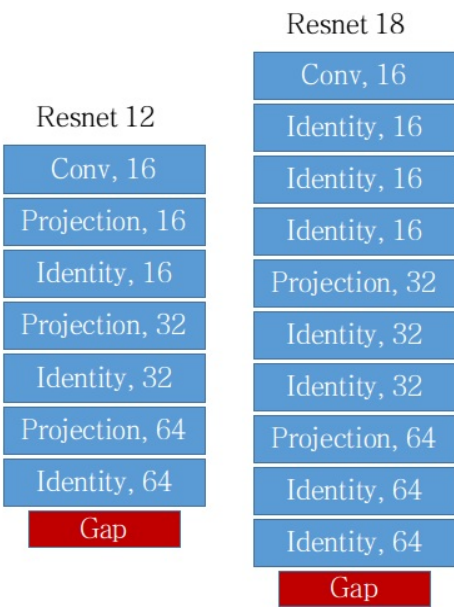 Resnet 12
Conv, 16
Projection, 16
Identity, 16
Projection, 32
Identity, 32
Projection, 64
Identity, 64
Gap
Resnet 18
Conv, 16
Identity, 16
Identity, 16
Identity, 16
Projection, 32
Identity, 32
Identity, 32
Projection, 64
Identity, 64
Identity, 64
Gap